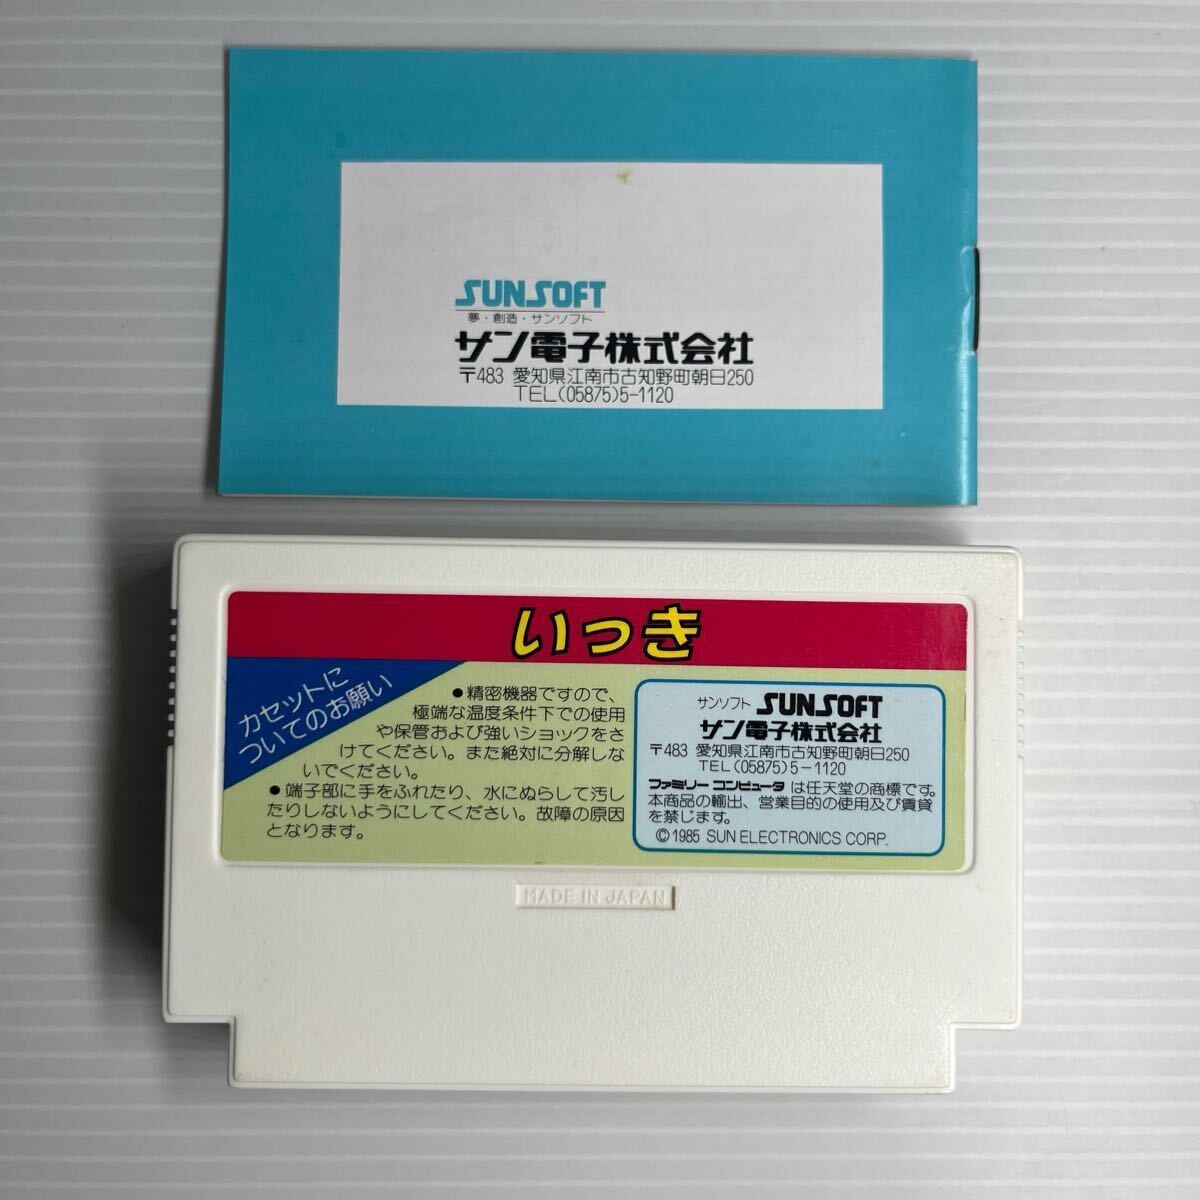 SUNSOFT
夢・創造・サンソフト
サン電子株式会社
〒483 愛知県江南市古知野町朝日250
TEL(05875)5-1120
いっき
カセットに
ついてのお願い
●精密機器ですので、
極端な温度条件下での使用
や保管および強いショックをさ
けてください。また絶対に分解しな
いでください。
●端子部に手をふれたり、水にぬらして汚し
たりしないようにしてください。故障の原因
となります。
サンソフト SUNSOFT
サン電子株式会社
〒483 愛知県江南市古知野町朝日250
TEL(05875)5-1120
ファミリーコンピュータは任天堂の商標です。
本商品の輸出、営業目的の使用及び賃貸
を禁じます。
©1985 SUN ELECTRONICS CORP.
MADE IN JAPAN